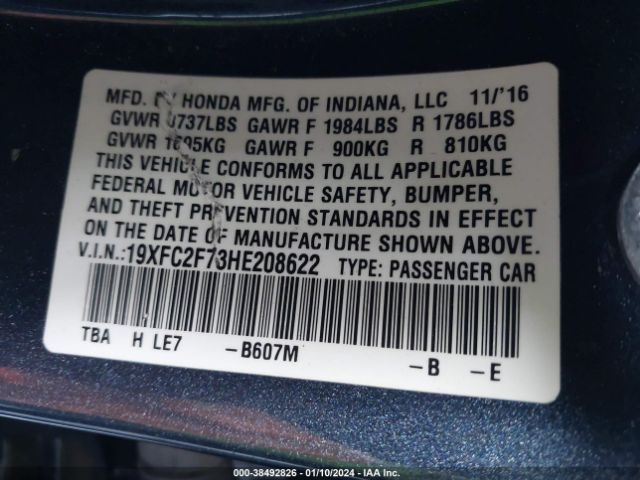 MFD. BY HONDA MFG. OF INDIANA, LLC 11/'16
GVWR 3737LBS GAWR F 1984LBS R 1786LBS
GVWR 1695KG GAWR F 900KG R 810KG
THIS VEHICLE CONFORMS TO ALL APPLICABLE
FEDERAL MOTOR VEHICLE SAFETY, BUMPER,
AND THEFT PREVENTION STANDARDS IN EFFECT
ON THE DATE OF MANUFACTURE SHOWN ABOVE.
V.I.N.:19XFC2F73HE208622 TYPE: PASSENGER CAR
TBA H LE7 -B607M -B -E
000-38492826 - 01/10/2024 - IAA Inc.